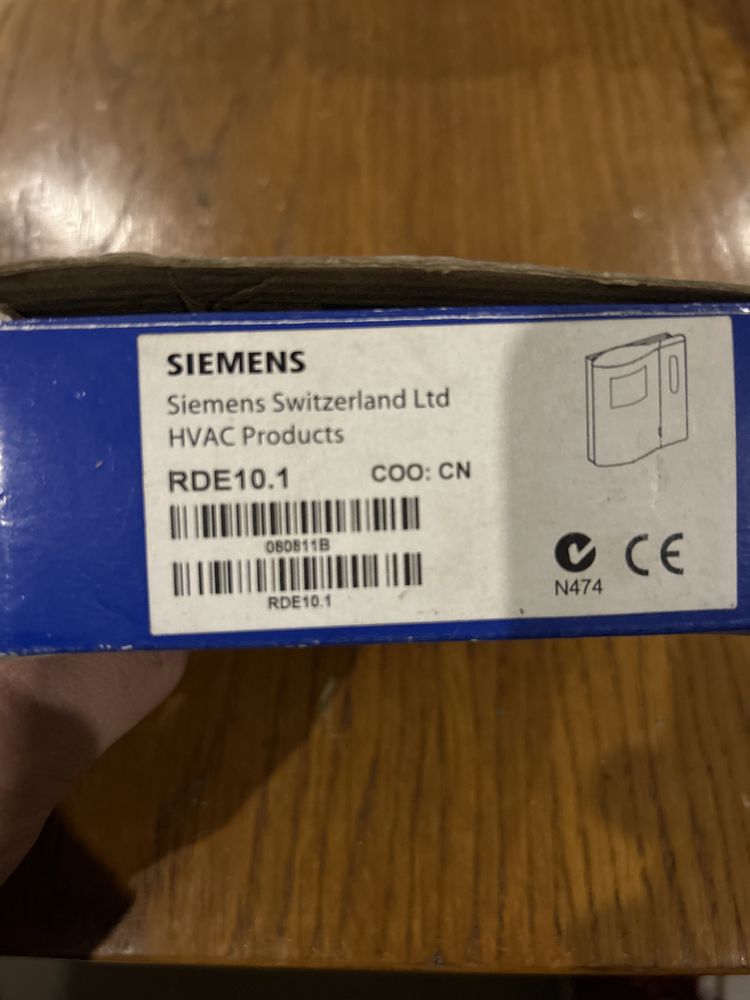 SIEMENS
Siemens Switzerland Ltd
HVAC Products
RDE10.1 COO: CN
080811B
RDE10.1
N474
CE